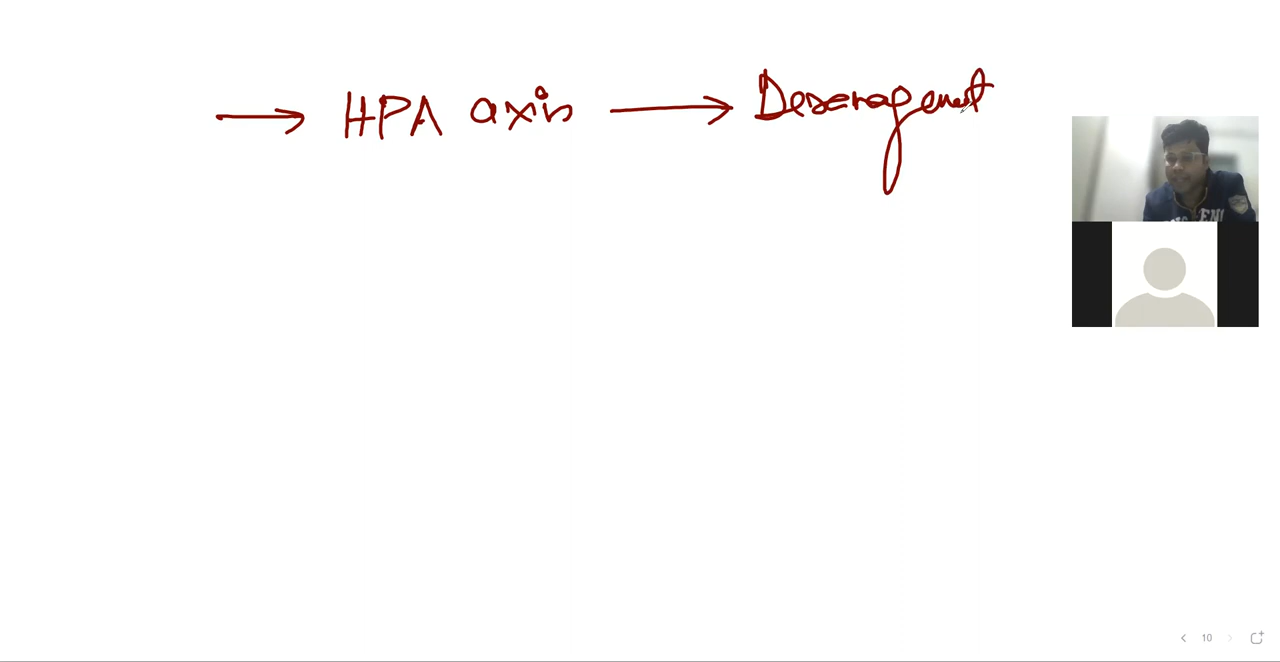 → HPA axis → Derangement
10